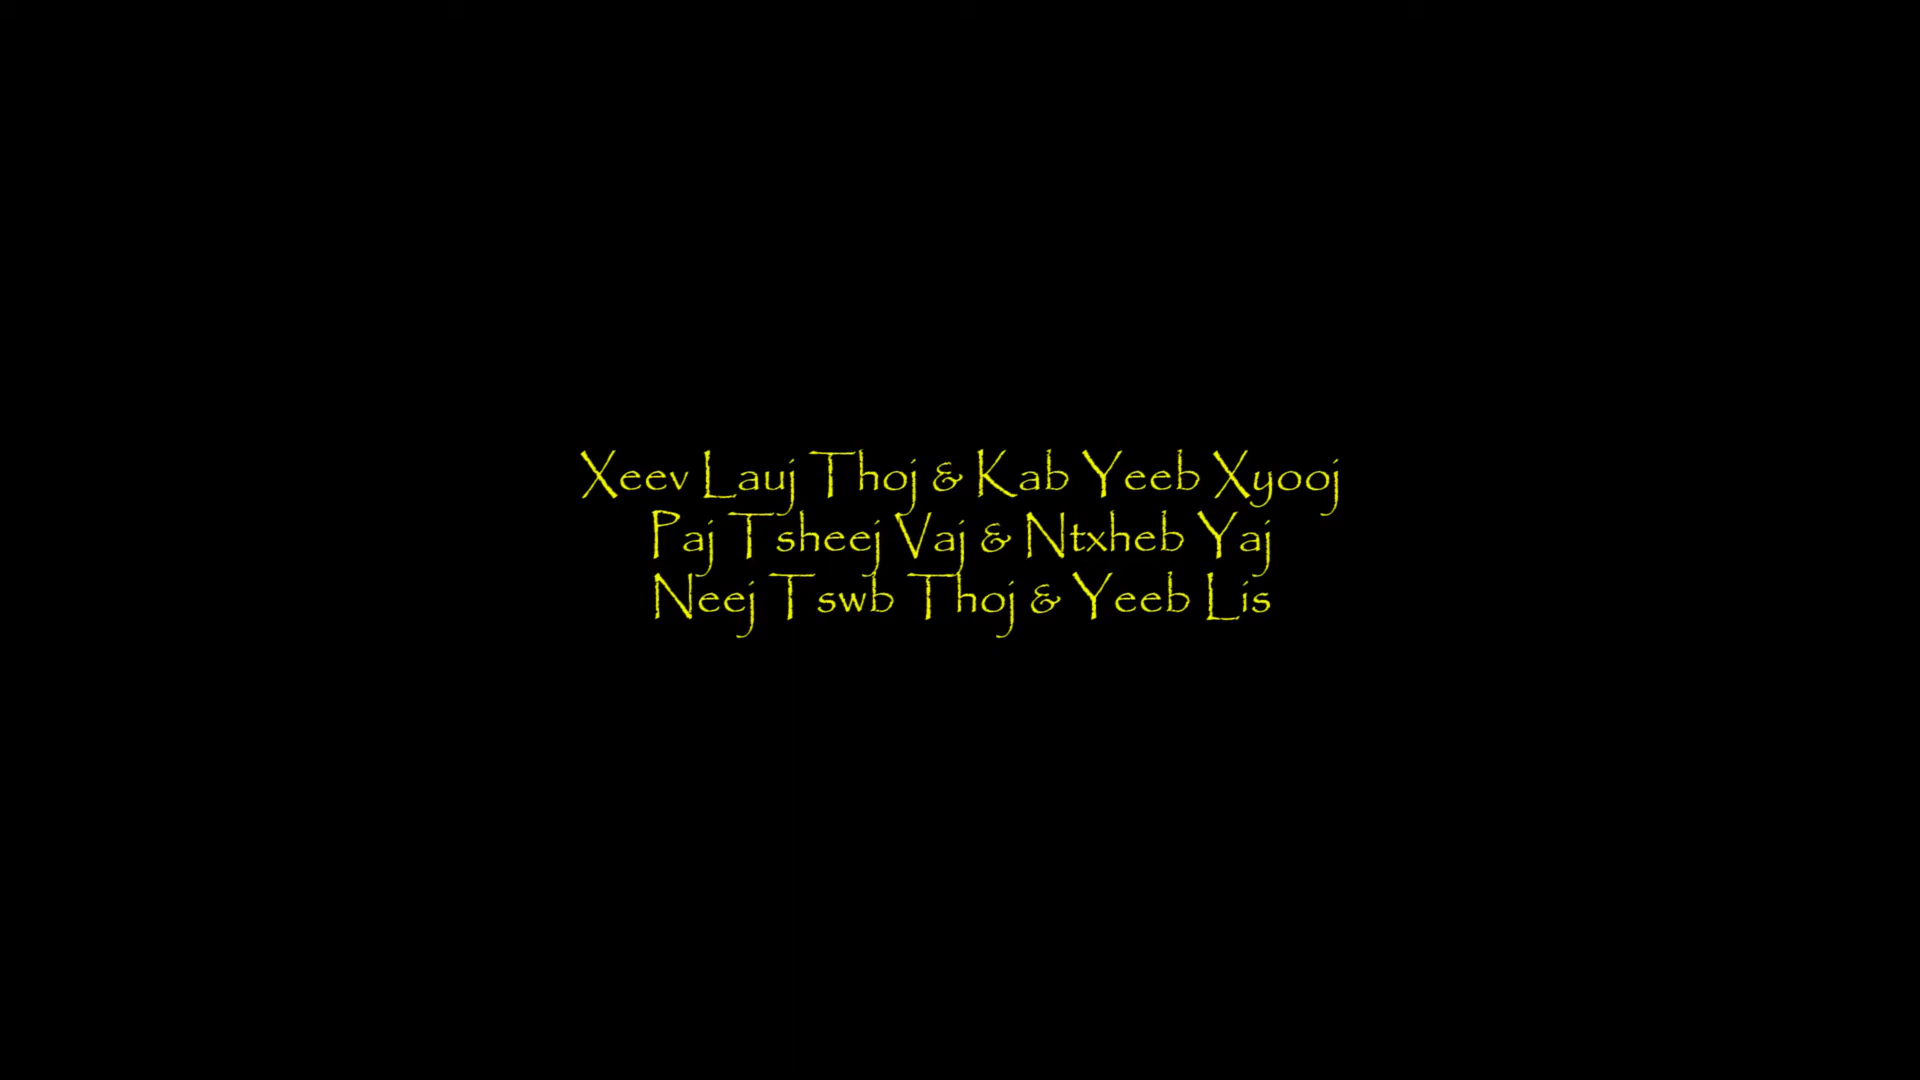 Xeev Lauj Thoj & Kab Yeeb Xyooj
Paj Tsheej Vaj & Ntxheb Yaj
Neej Tswb Thoj & Yeeb Lis